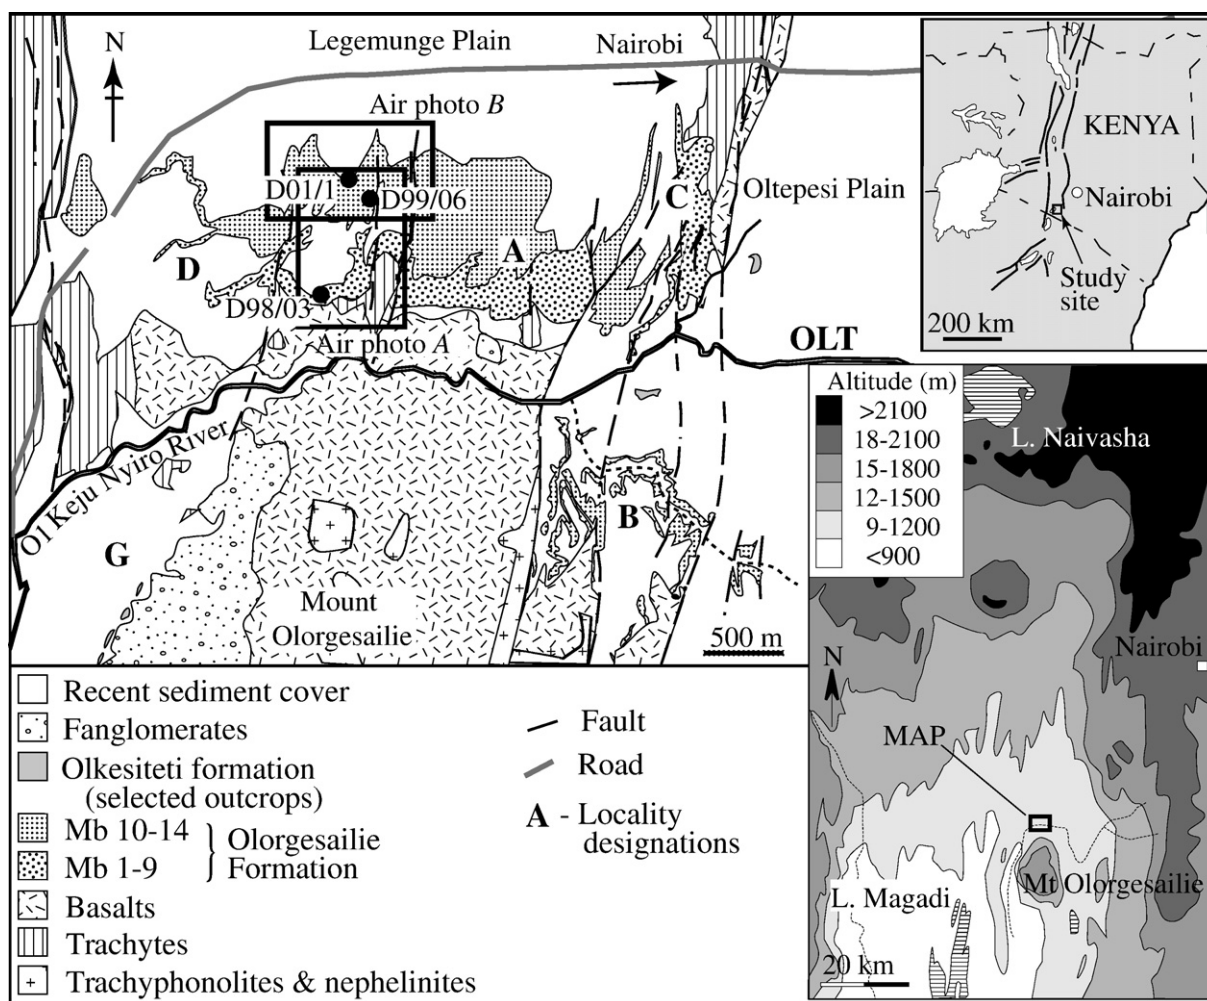 N
Legemunge Plain
Nairobi
Air photo B
D01/1
D99/06
C
Oltepesi Plain
D
A
D98/03
Air photo A
OLT
Ol Keju Nyiro River
G
B
Mount
Olorgesailie
500 m
KENYA
Nairobi
Study
site
200 km
Altitude (m)
>2100
18-2100
15-1800
12-1500
9-1200
<900
L. Naivasha
Nairobi
N
MAP
Mt Olorgesailie
L. Magadi
20 km
Recent sediment cover
Fanglomerates
Olkesiteti formation
(selected outcrops)
Mb 10-14
Mb 1-9
Olorgesailie
Formation
Basalts
Trachytes
Trachyphonolites & nephelinites
Fault
Road
A - Locality
designations